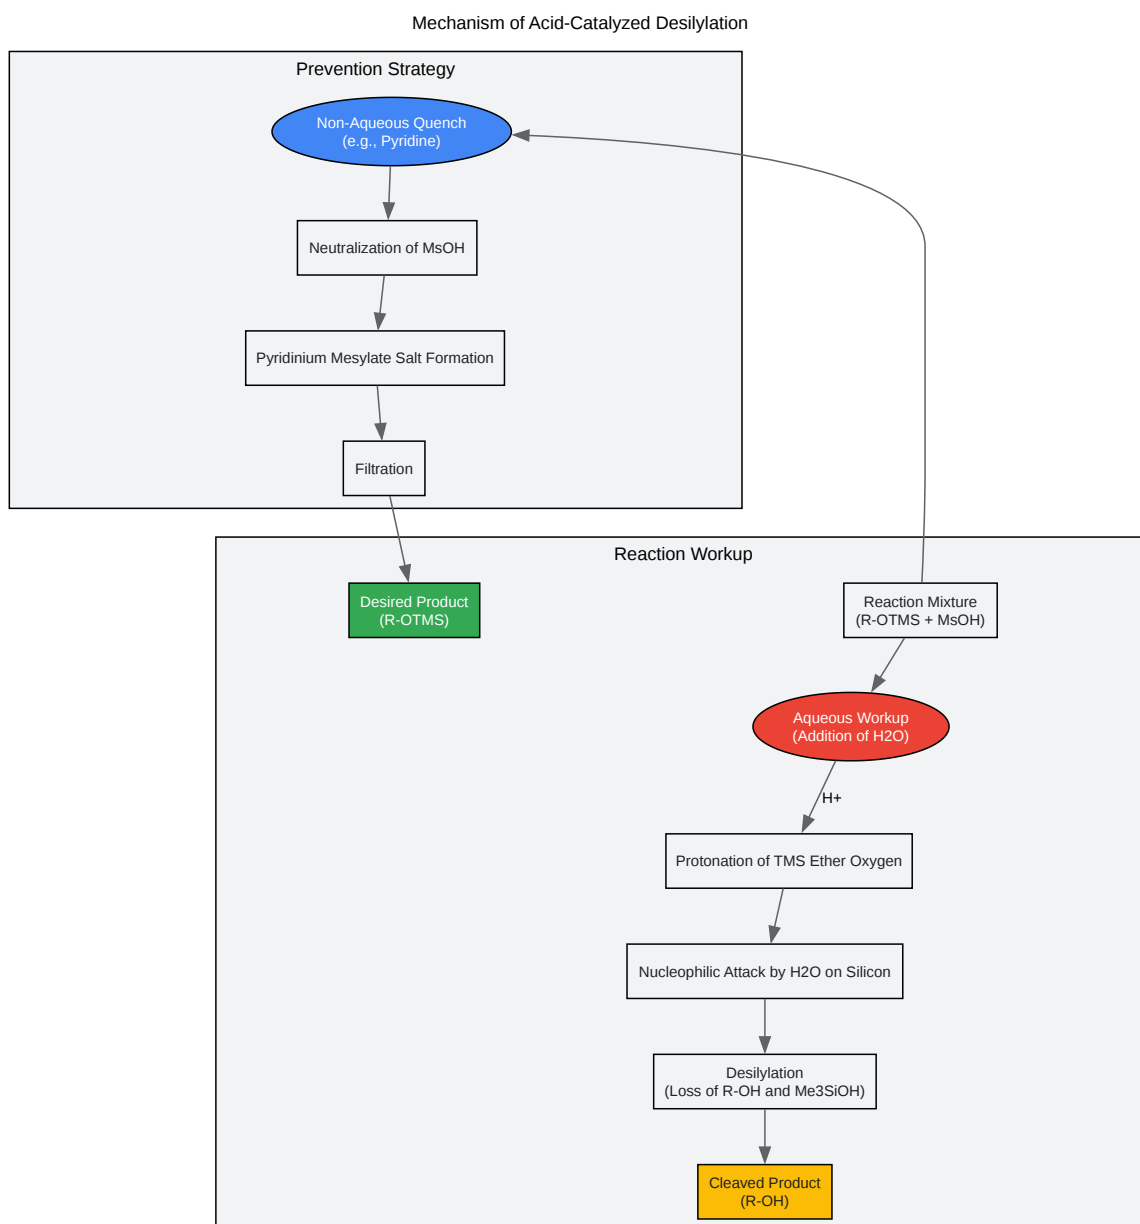 Mechanism of Acid-Catalyzed Desilylation
Prevention Strategy
Non-Aqueous Quench
(e.g., Pyridine)
Neutralization of MsOH
Pyridinium Mesylate Salt Formation
Filtration
Reaction Workup
Desired Product
(R-OTMS)
Reaction Mixture
(R-OTMS + MsOH)
Aqueous Workup
(Addition of H2O)
H+
Protonation of TMS Ether Oxygen
Nucleophilic Attack by H2O on Silicon
Desilylation
(Loss of R-OH and Me3SiOH)
Cleaved Product
(R-OH)